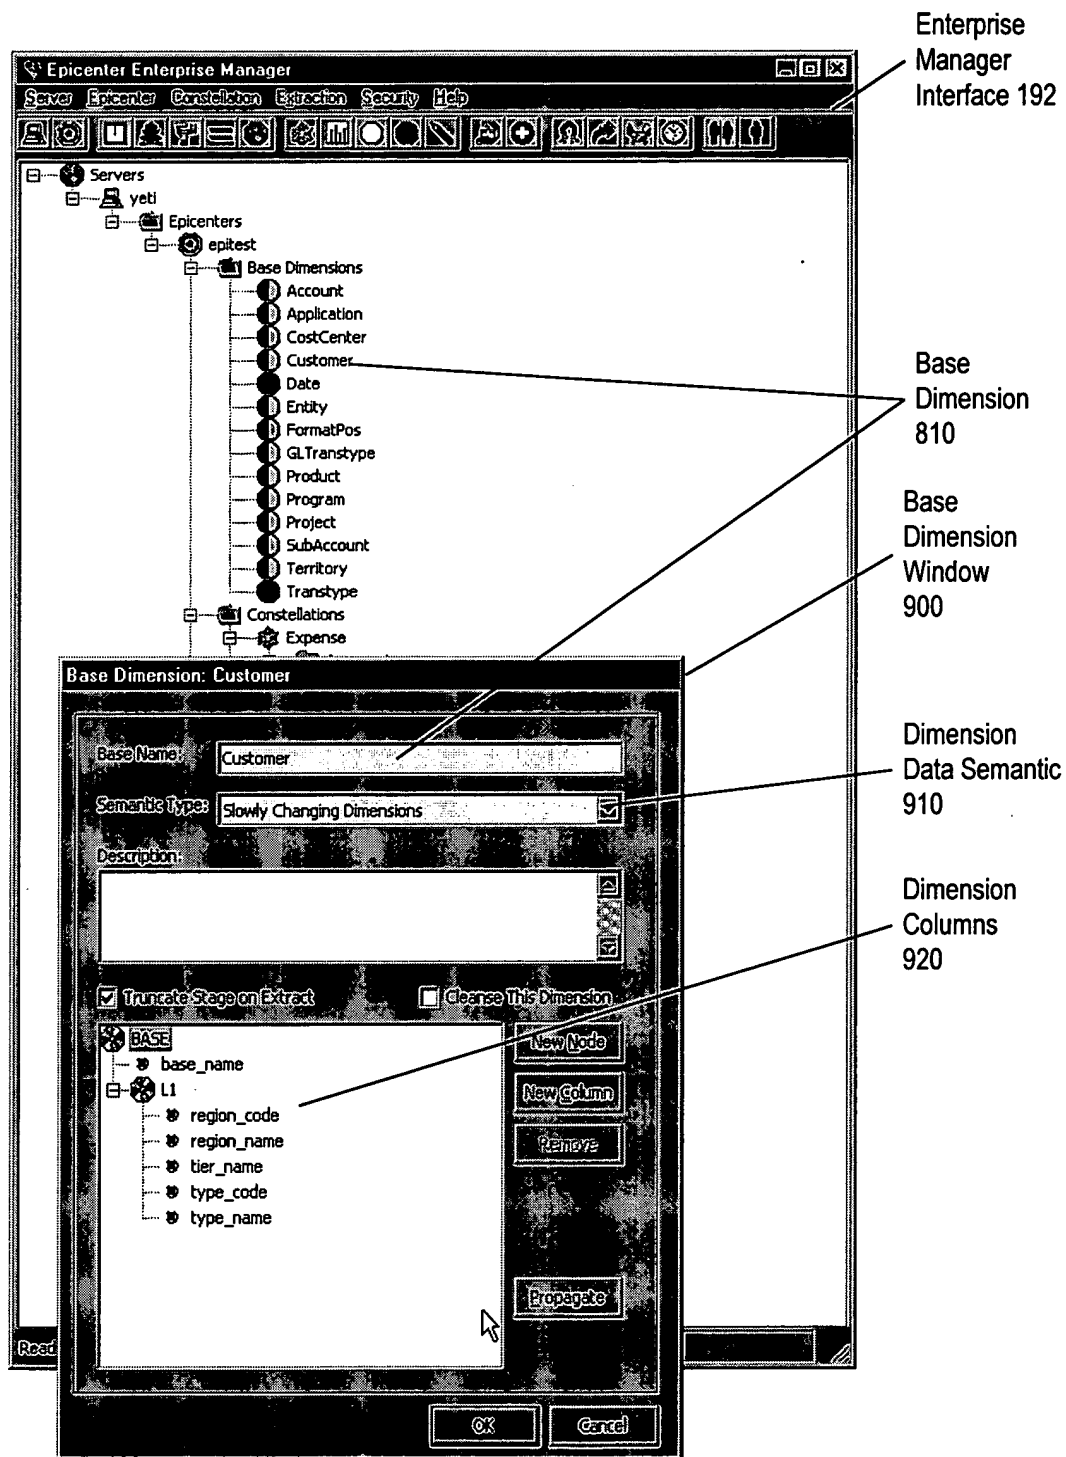 Enterprise
Manager
Interface 192
Epicenter Enterprise Manager
Server Epicenter Constellation Extraction Security Help
Servers
yeti
Epicenters
epitest
Base Dimensions
Account
Application
CostCenter
Customer
Date
Entity
FormatPos
GLTranstype
Product
Program
Project
SubAccount
Territory
Transtype
Constellations
Expense
Base
Dimension
810
Base
Dimension
Window
900
Base Dimension: Customer
Base Name: Customer
Semantic Type: Slowly Changing Dimensions
Description:
Dimension
Data Semantic
910
Dimension
Columns
920
Truncate Stage on Extract Cleanse This Dimension
BASE
base_name
L1
region_code
region_name
tier_name
type_code
type_name
New Node
New Column
Remove
Propagate
Read
OK Cancel